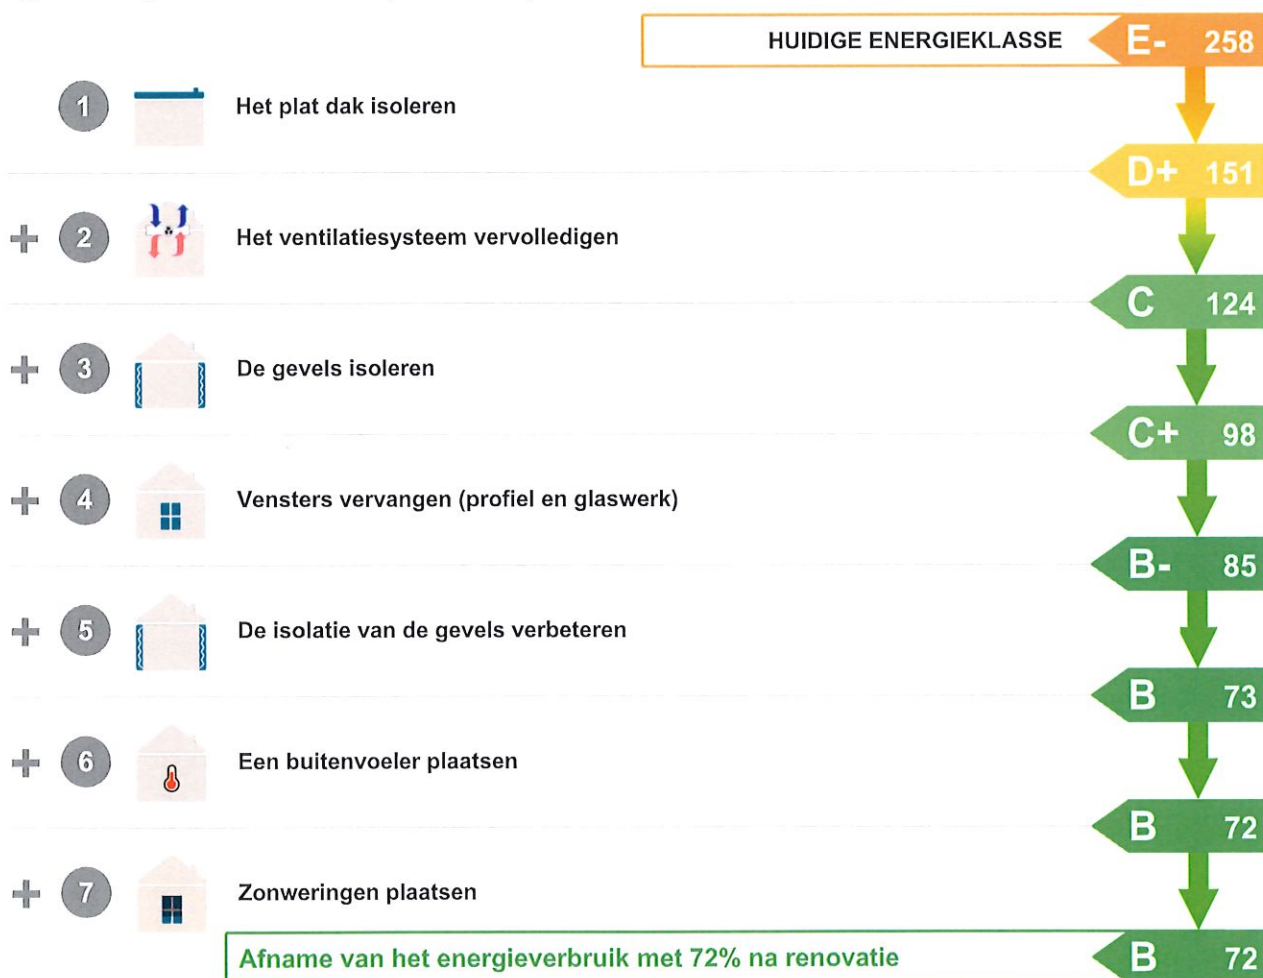 HUIDIGE ENERGIEKLASSE E- 258
1 Het plat dak isoleren
D+ 151
+ 2 Het ventilatiesysteem vervolledigen
C 124
+ 3 De gevels isoleren
C+ 98
+ 4 Vensters vervangen (profiel en glaswerk)
B- 85
+ 5 De isolatie van de gevels verbeteren
B 73
+ 6 Een buitenvoeler plaatsen
B 72
+ 7 Zonweringen plaatsen
Afname van het energieverbruik met 72% na renovatie B 72